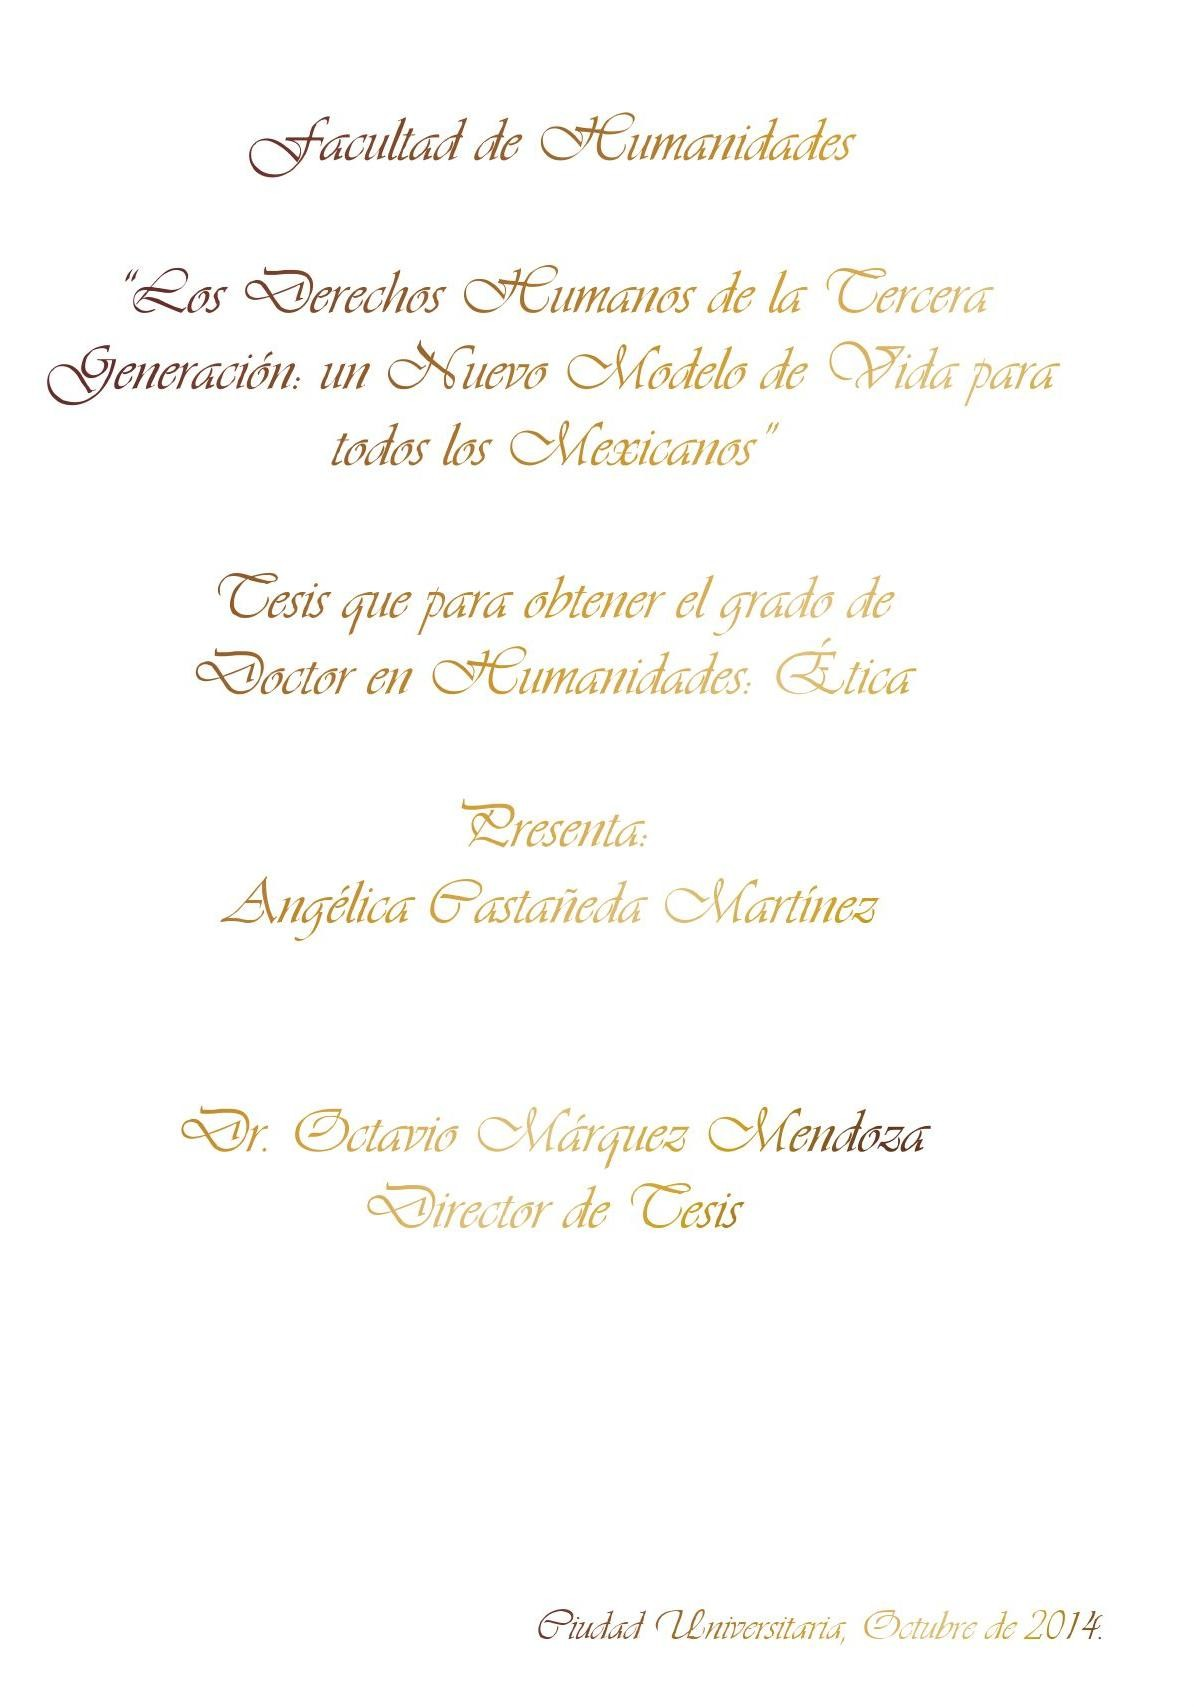 Facultad de Humanidades
"Los Derechos Humanos de la Tercera
Generación: un Nuevo Modelo de Vida para
todos los Mexicanos"
Tesis que para obtener el grado de
Doctor en Humanidades: Ética
Presenta:
Angélica Castañeda Martínez
Dr. Octavio Márquez Mendoza
Director de Tesis
Ciudad Universitaria, Octubre de 2014.